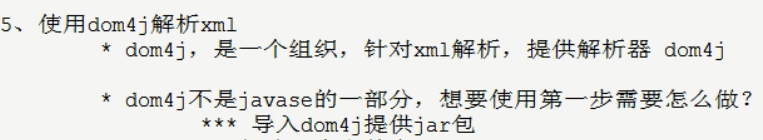 5、使用dom4j解析xml
* dom4j，是一个组织，针对xml解析，提供解析器 dom4j
* dom4j不是javase的一部分，想要使用第一步需要怎么做？
*** 导入dom4j提供jar包